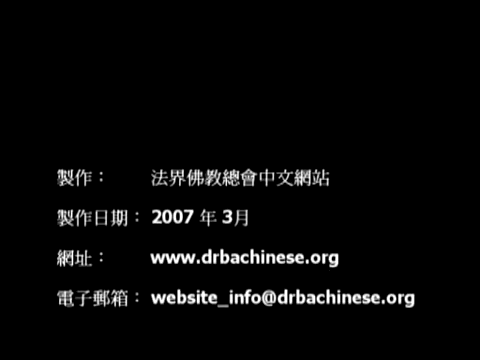 製作： 法界佛教總會中文網站
製作日期： 2007 年 3月
網址： www.drbachinese.org
電子郵箱： website_info@drbachinese.org